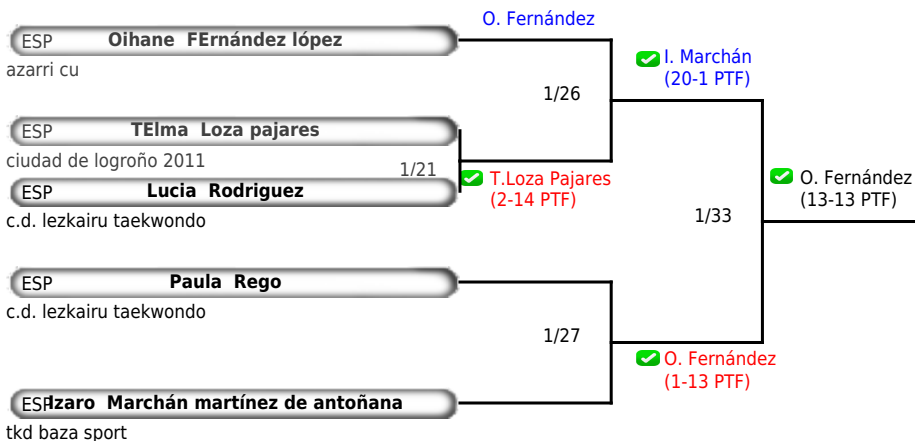 O. Fernández
ESP Oihane FErnández lópez
azarri cu
I. Marchán
(20-1 PTF)
1/26
ESP TElma Loza pajares
ciudad de logroño 2011
1/21
T.Loza Pajares
(2-14 PTF)
ESP Lucia Rodriguez
c.d. lezkairu taekwondo
O. Fernández
(13-13 PTF)
1/33
ESP Paula Rego
c.d. lezkairu taekwondo
1/27
O. Fernández
(1-13 PTF)
ESP Izaro Marchán martínez de antoñana
tkd baza sport